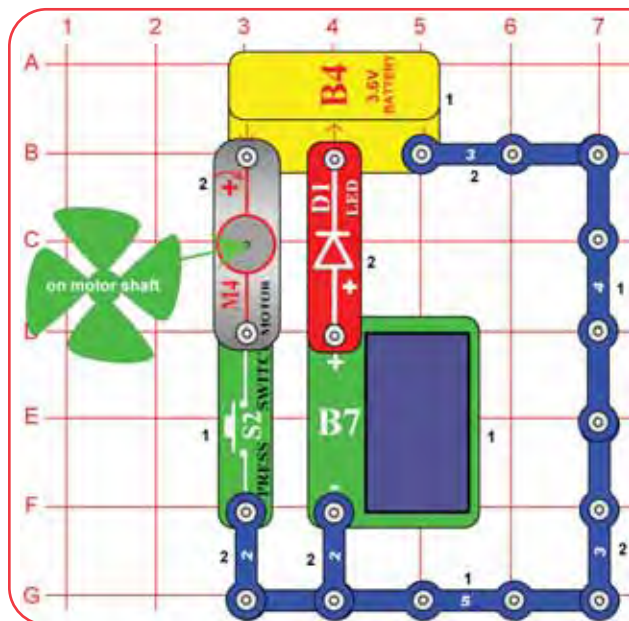 1 2 3 4 5 6 7
A
B4
3.6V
BATTERY
1
B
+
3
2
2
D1
LED
C
on motor shaft
M4
MOTOR
+
2
4
1
D
+
E
1
PRESS SWITCH
S2
B7
1
F
-
2
2
2
2
3
2
G
1
5